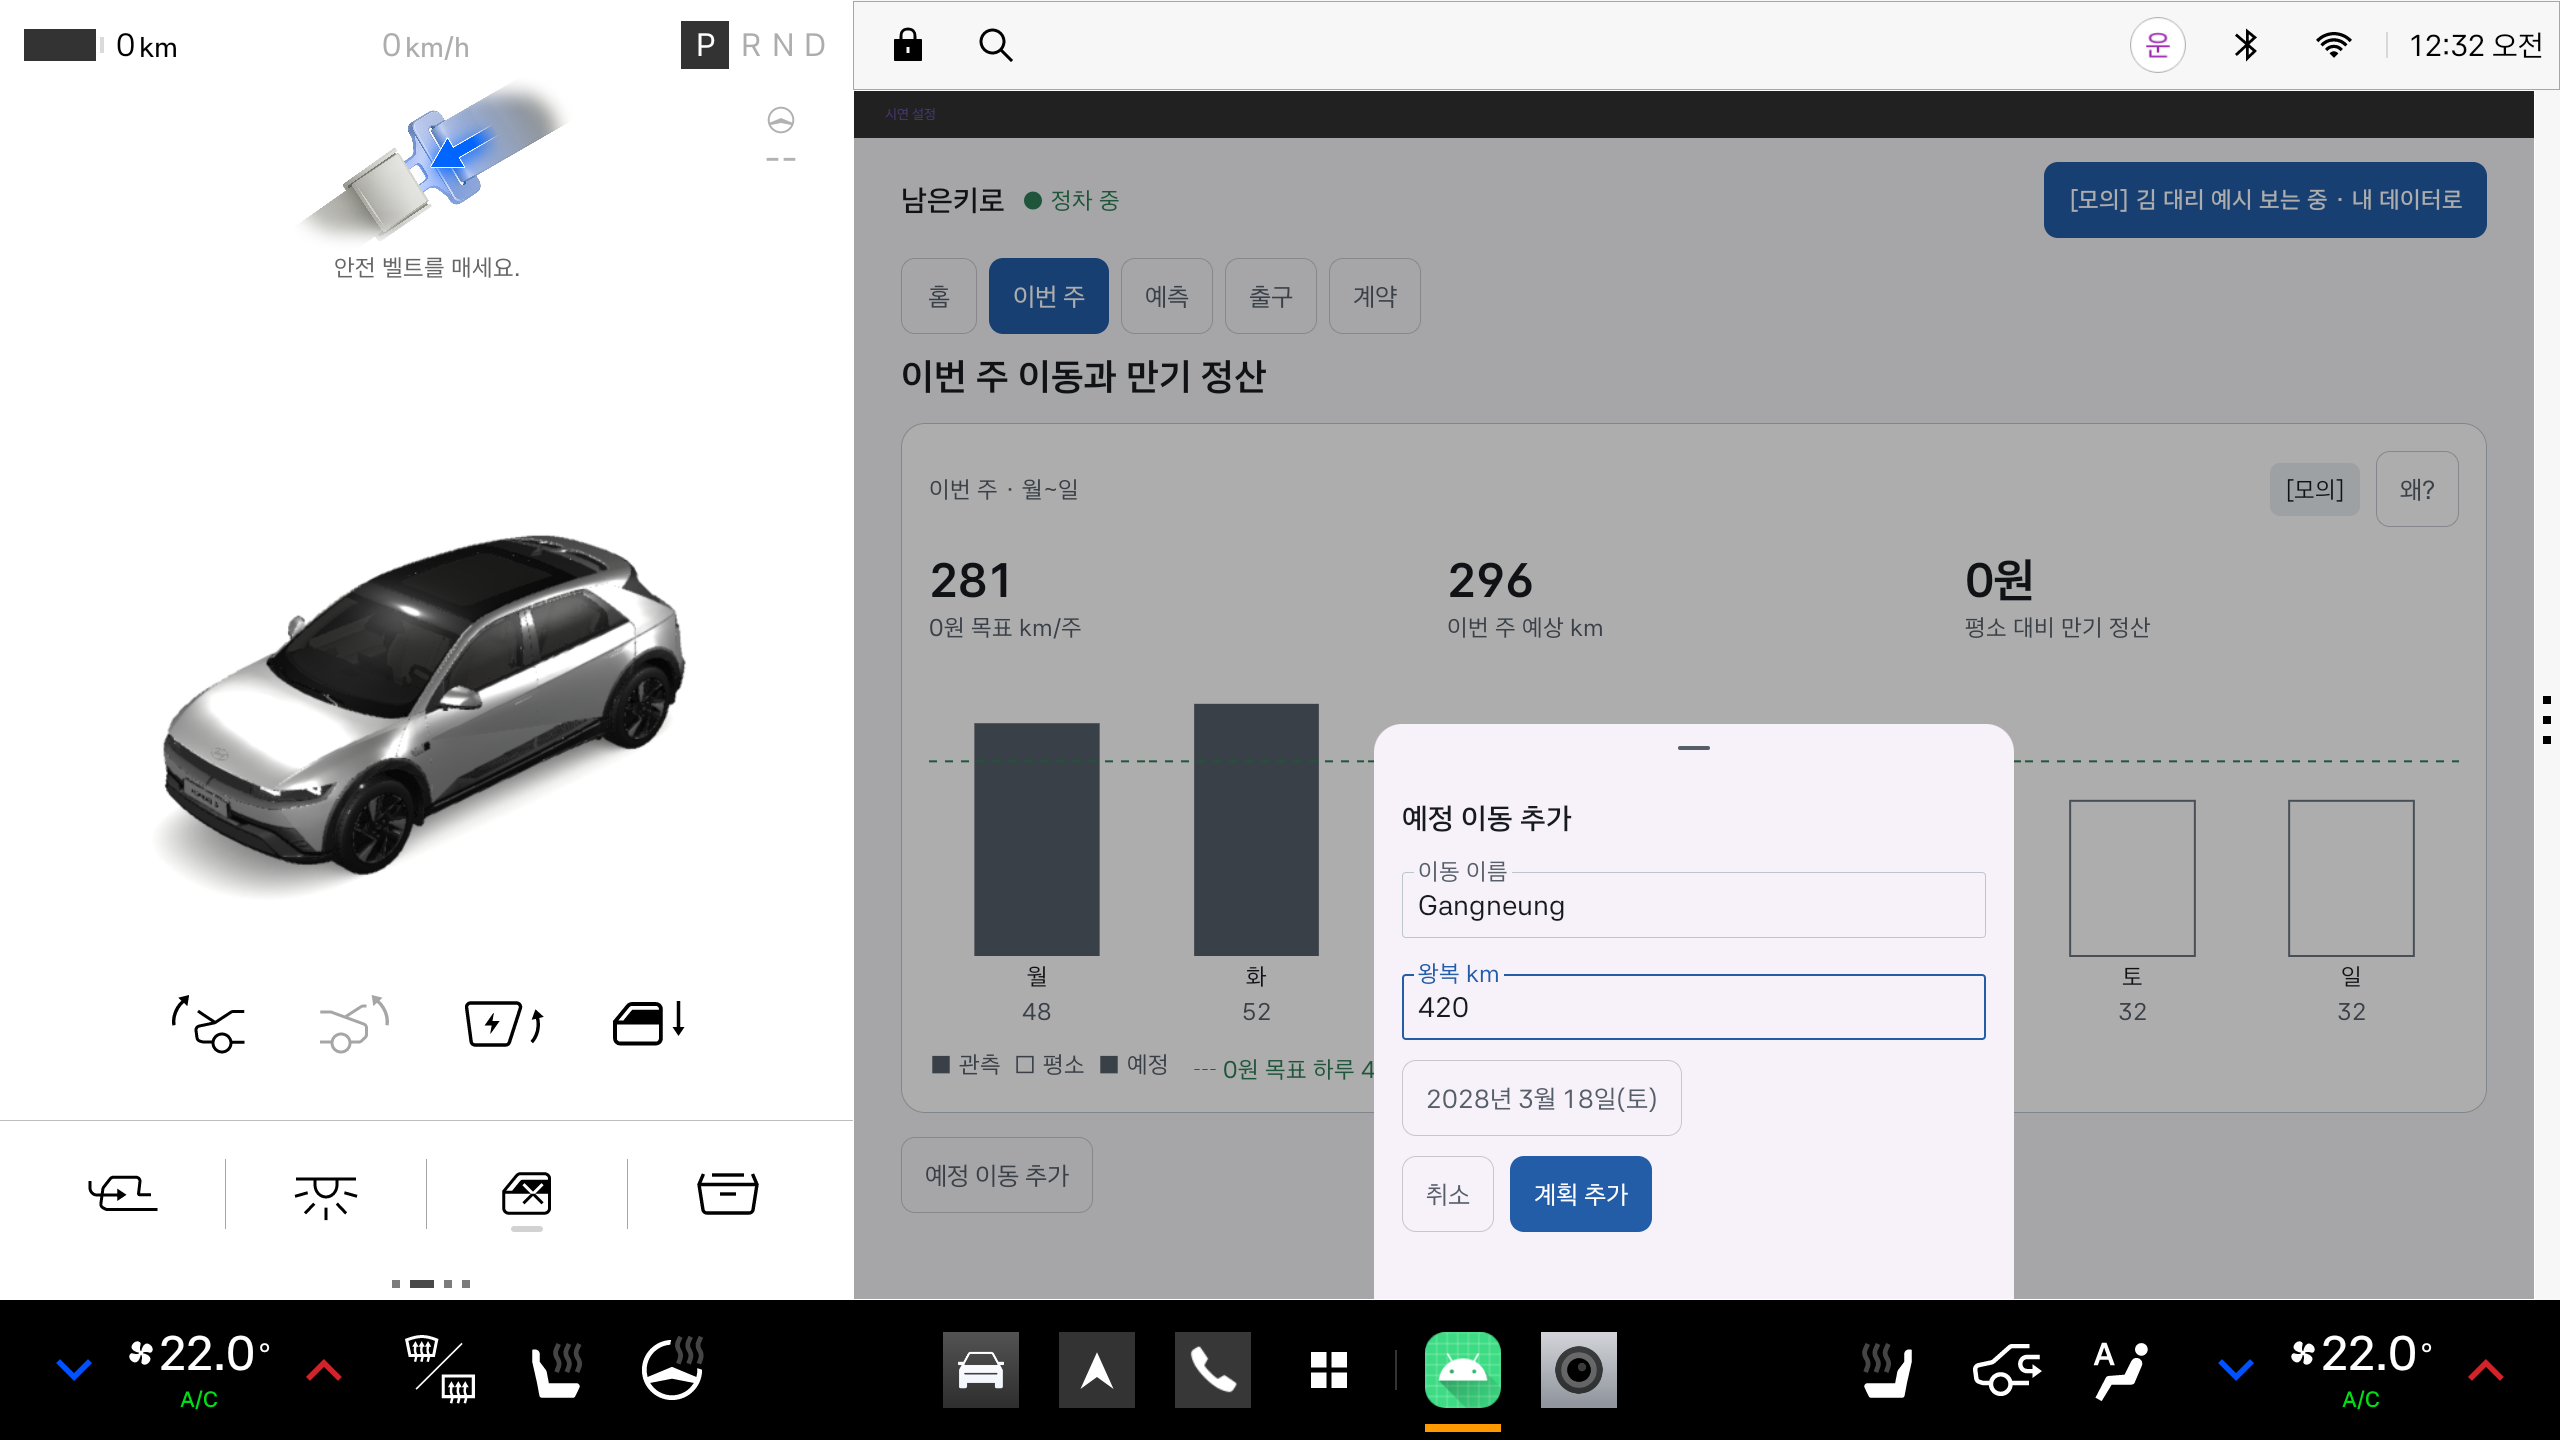 0 km
0 km/h
P R N D
12:32 오전
운
안전 벨트를 매세요.
시연 설정
남은키로
정차 중
[모의] 김 대리 예시 보는 중 · 내 데이터로
홈
이번 주
예측
출구
계약
이번 주 이동과 만기 정산
이번 주 · 월~일
[모의]
왜?
281
0원 목표 km/주
296
이번 주 예상 km
0원
평소 대비 만기 정산
월
48
화
52
토
32
일
32
관측
평소
예정
--- 0원 목표 하루 4
예정 이동 추가
예정 이동 추가
이동 이름
Gangneung
왕복 km
420
2028년 3월 18일(토)
취소
계획 추가
22.0°
A/C
A
22.0°
A/C